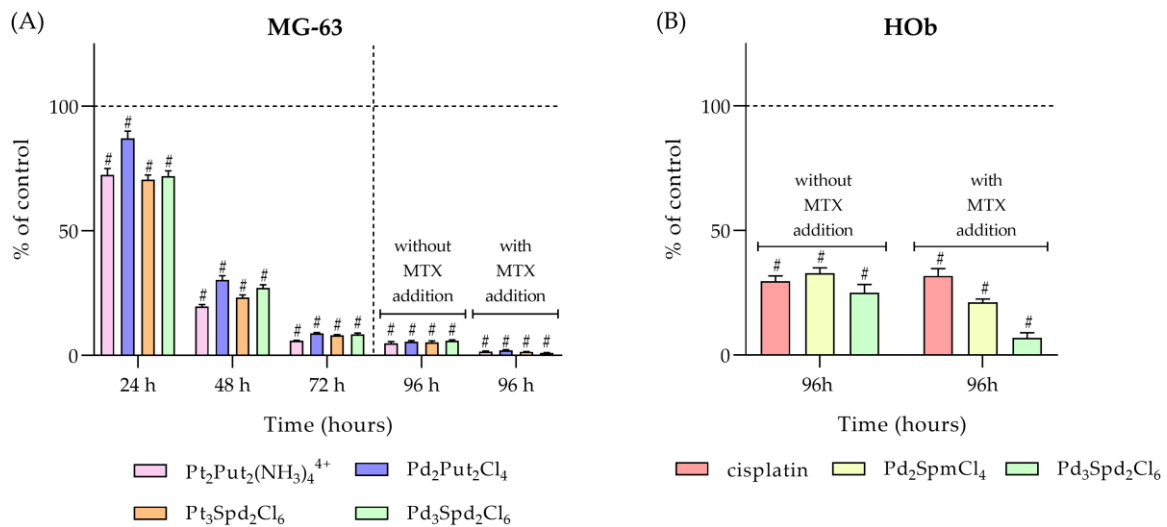 (A)
MG-63
% of control
100
50
0
# # # #
# # # #
# # # #
# # # #
# # # #
without
MTX
addition
with
MTX
addition
24 h 48 h 72 h 96 h 96 h
Time (hours)
Pt₂Put₂(NH₃)₄⁴⁺ Pd₂Put₂Cl₄
Pt₃Spd₂Cl₆ Pd₃Spd₂Cl₆
(B)
HOb
% of control
100
50
0
without
MTX
addition
with
MTX
addition
# # #
# # #
96h 96h
Time (hours)
cisplatin Pd₂SpmCl₄ Pd₃Spd₂Cl₆